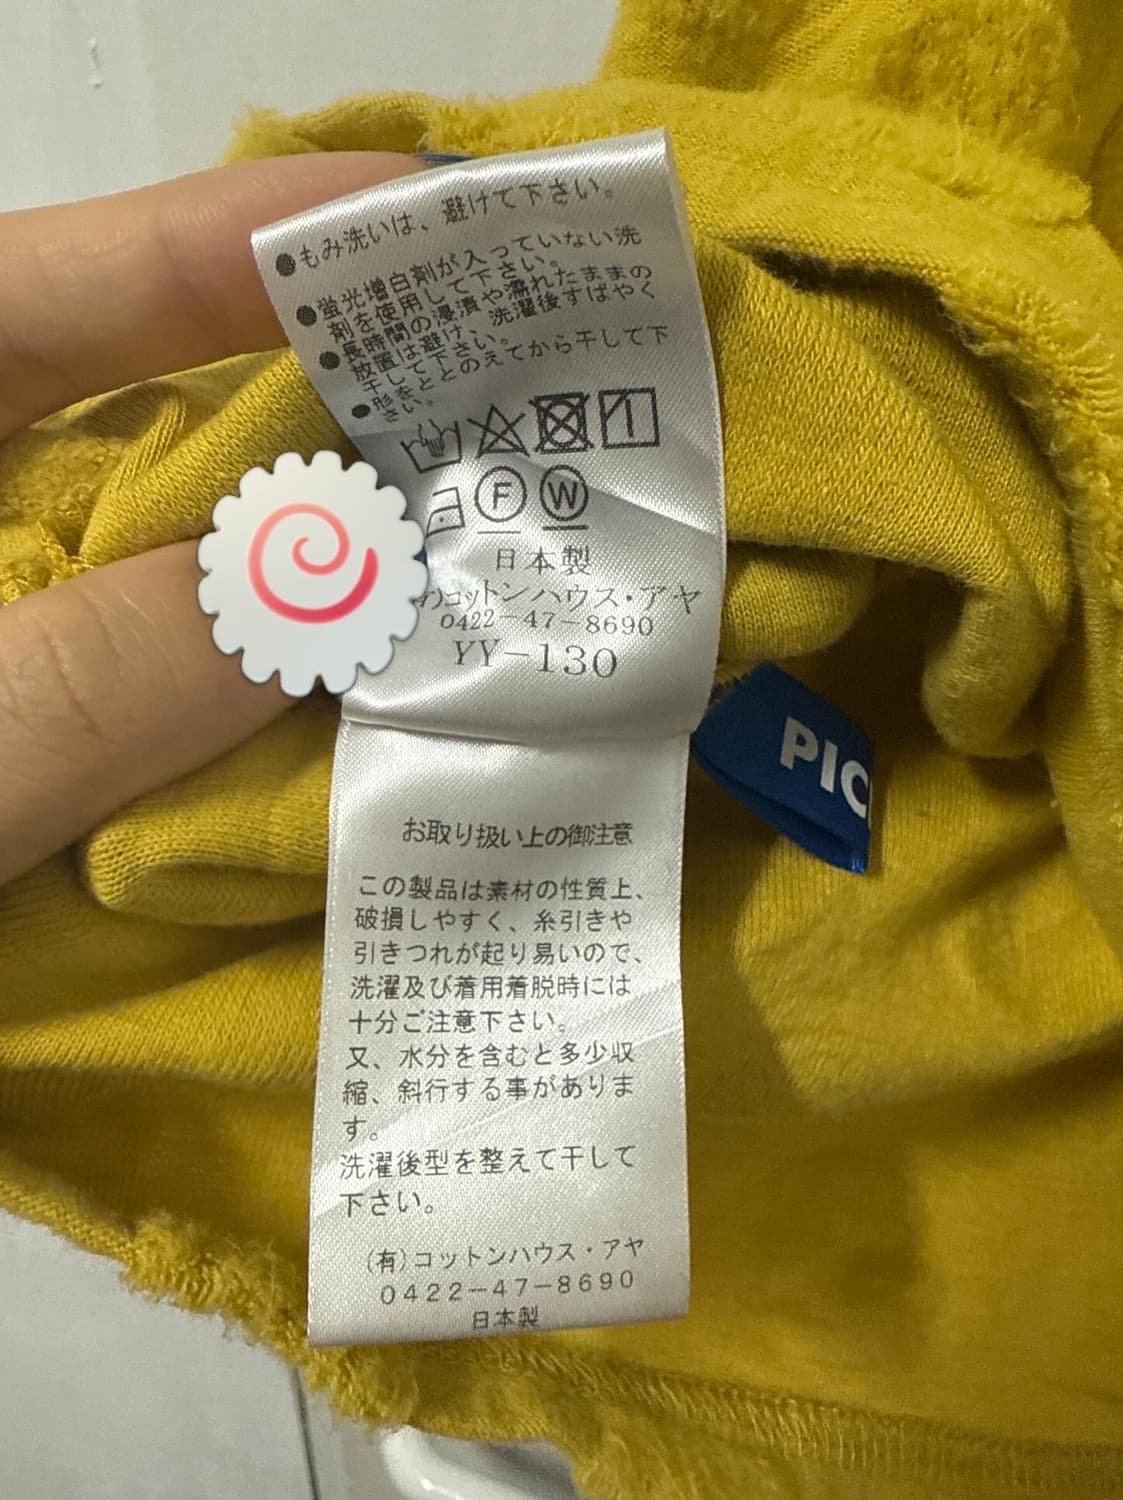 ●もみ洗いは、避けて下さい。
●蛍光増白剤が入っていない洗
剤を使用して下さい。
●長時間の浸漬や濡れたままの
放置は避け、洗濯後すばやく
干して下さい。
●形をととのえてから干して下
さい。
F W
日本製
有)コットンハウス・アヤ
0422-47-8690
YY-130
PIC
お取り扱い上の御注意
この製品は素材の性質上、
破損しやすく、糸引きや
引きつれが起り易いので、
洗濯及び着用着脱時には
十分ご注意下さい。
又、水分を含むと多少収
縮、斜行する事がありま
す。
洗濯後型を整えて干して
下さい。
(有)コットンハウス・アヤ
0422-47-8690
日本製